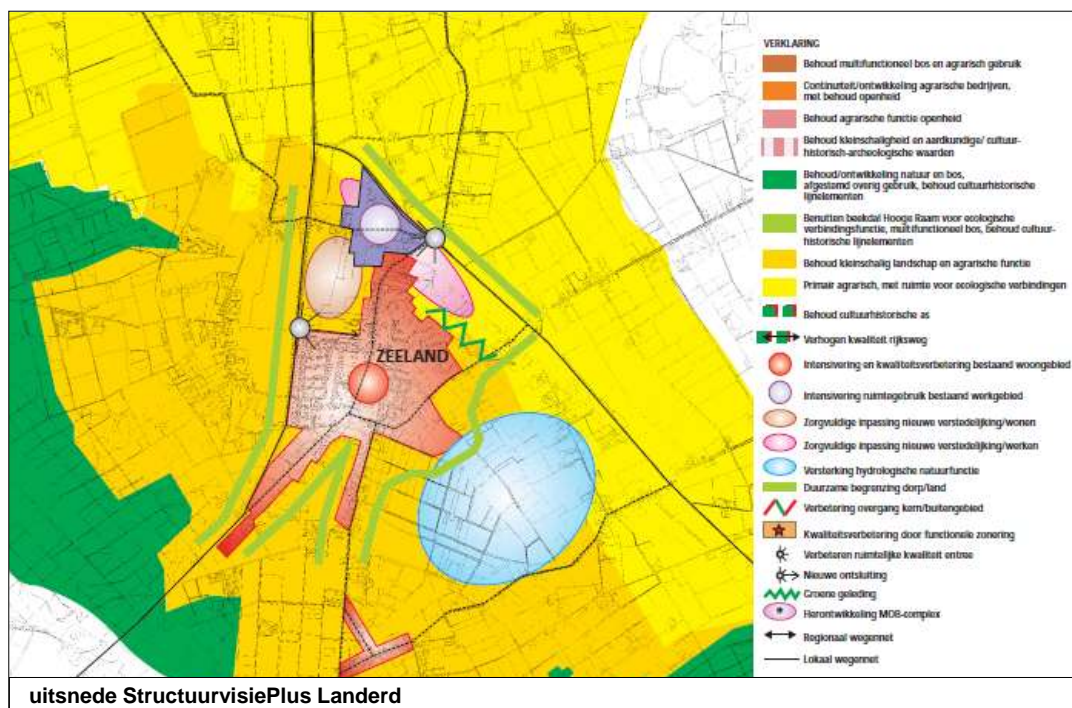 VERKLARING
Behoud multifunctioneel bos en agrarisch gebruik
Continuïteit/ontwikkeling agrarische bedrijven,
met behoud openheid
Behoud agrarische functie openheid
Behoud kleinschaligheid en aardkundige/ cultuur-
historisch-archeologische waarden
Behoud/ontwikkeling natuur en bos,
afgestemd overig gebruik, behoud cultuurhistorische
lijnelementen
Benutten beekdal Hooge Raam voor ecologische
verbindingsfunctie, multifunctioneel bos, behoud cultuur-
historische lijnelementen
Behoud kleinschalig landschap en agrarische functie
Primair agrarisch, met ruimte voor ecologische verbindingen
Behoud cultuurhistorische as
Verhogen kwaliteit rijksweg
Intensivering en kwaliteitsverbetering bestaand woongebied
Intensivering ruimtegebruik bestaand werkgebied
Zorgvuldige inpassing nieuwe verstedelijking/wonen
Zorgvuldige inpassing nieuwe verstedelijking/werken
Versterking hydrologische natuurfunctie
Duurzame begrenzing dorp/land
Verbetering overgang kern/buitengebied
Kwaliteitsverbetering door functionele zonering
Verbeteren ruimtelijke kwaliteit entree
Nieuwe ontsluiting
Groene geleding
Herontwikkeling MOB-complex
Regionaal wegennet
Lokaal wegennet
ZEELAND
uitsnede StructuurvisiePlus Landerd